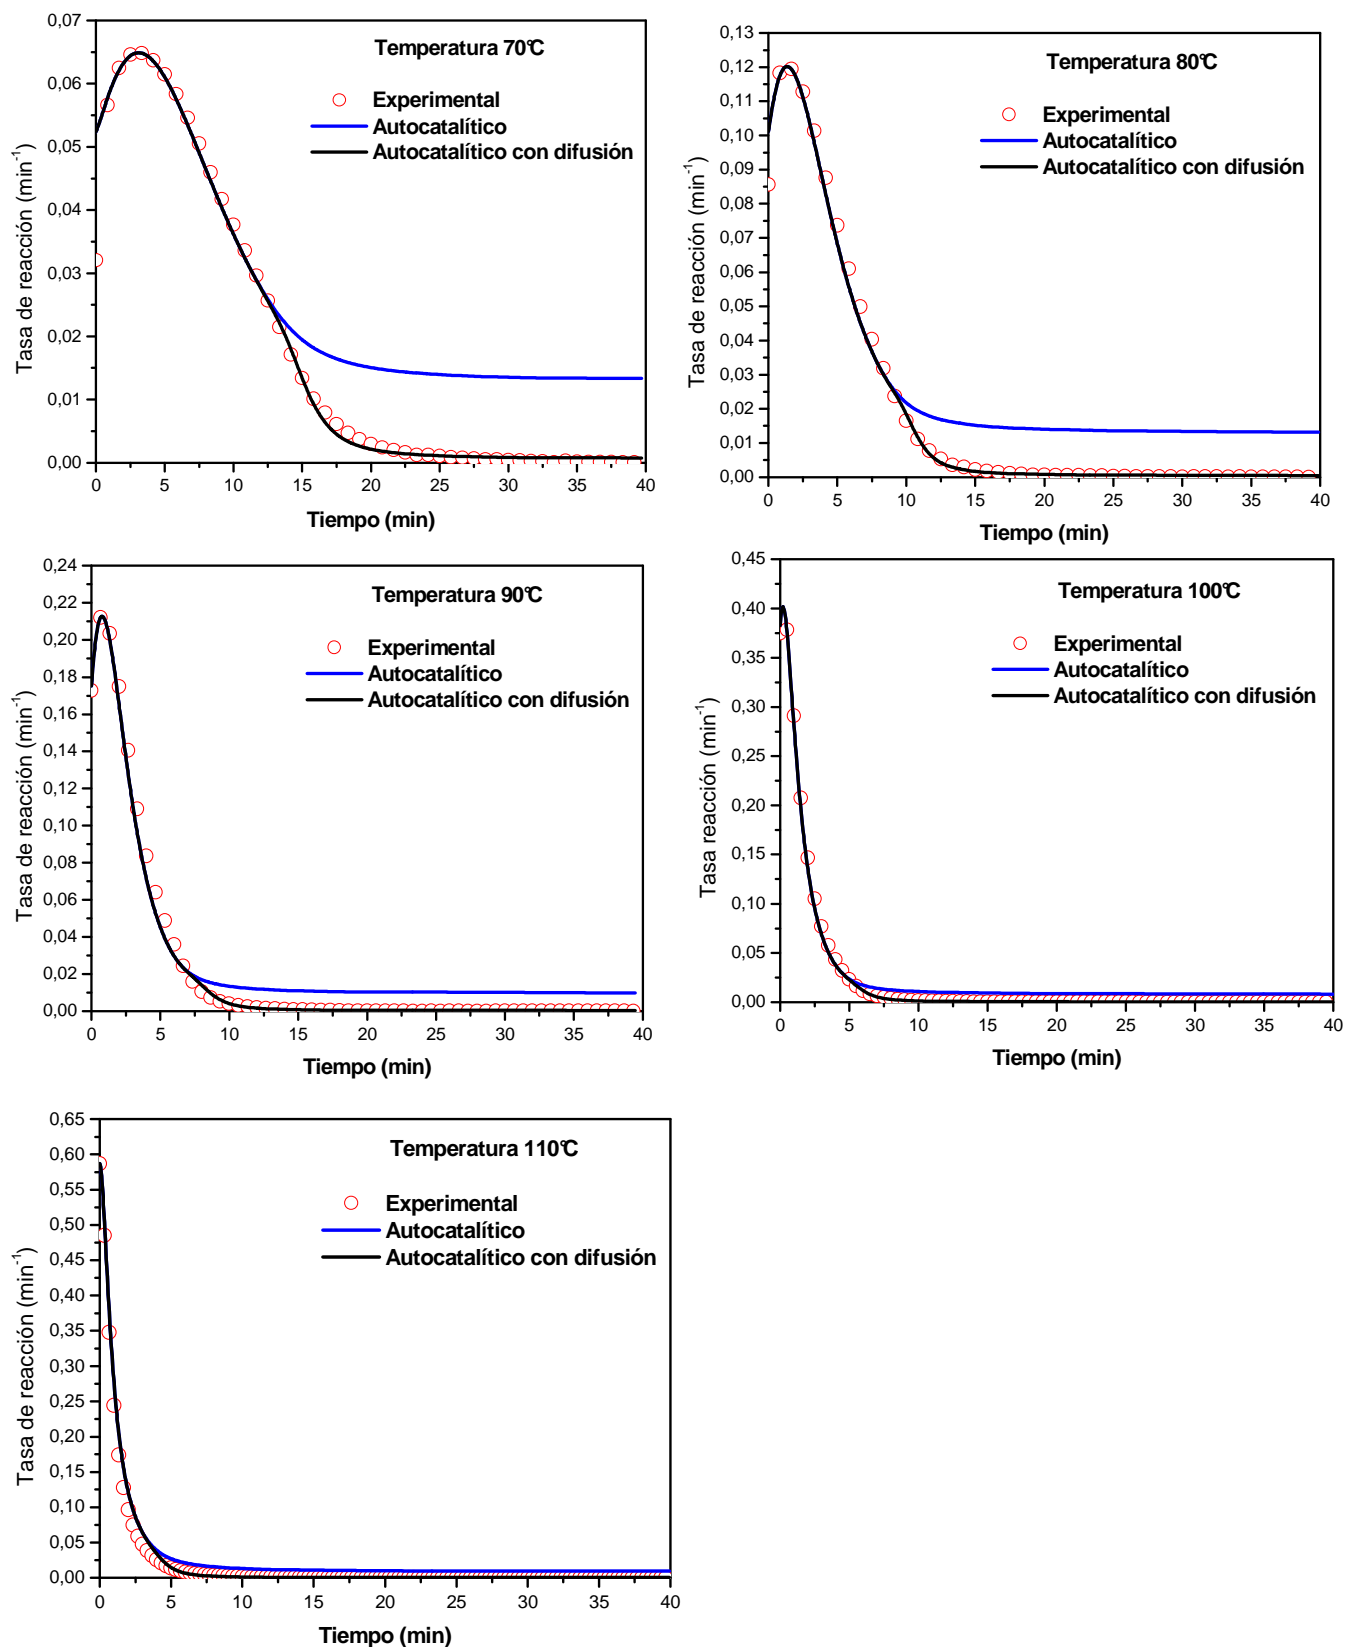 Temperatura 70°C
Experimental
Autocatalítico
Autocatalítico con difusión
Tasa de reacción (min⁻¹)
0,07
0,06
0,05
0,04
0,03
0,02
0,01
0,00
0 5 10 15 20 25 30 35 40
Tiempo (min)
Temperatura 80°C
Experimental
Autocatalítico
Autocatalítico con difusión
Tasa de reacción (min⁻¹)
0,13
0,12
0,11
0,10
0,09
0,08
0,07
0,06
0,05
0,04
0,03
0,02
0,01
0,00
0 5 10 15 20 25 30 35 40
Tiempo (min)
Temperatura 90°C
Experimental
Autocatalítico
Autocatalítico con difusión
Tasa de reacción (min⁻¹)
0,24
0,22
0,20
0,18
0,16
0,14
0,12
0,10
0,08
0,06
0,04
0,02
0,00
0 5 10 15 20 25 30 35 40
Tiempo (min)
Temperatura 100°C
Experimental
Autocatalítico
Autocatalítico con difusión
Tasa reacción (min⁻¹)
0,45
0,40
0,35
0,30
0,25
0,20
0,15
0,10
0,05
0,00
0 5 10 15 20 25 30 35 40
Tiempo (min)
Temperatura 110°C
Experimental
Autocatalítico
Autocatalítico con difusión
Tasa de reacción (min⁻¹)
0,65
0,60
0,55
0,50
0,45
0,40
0,35
0,30
0,25
0,20
0,15
0,10
0,05
0,00
0 5 10 15 20 25 30 35 40
Tiempo (min)